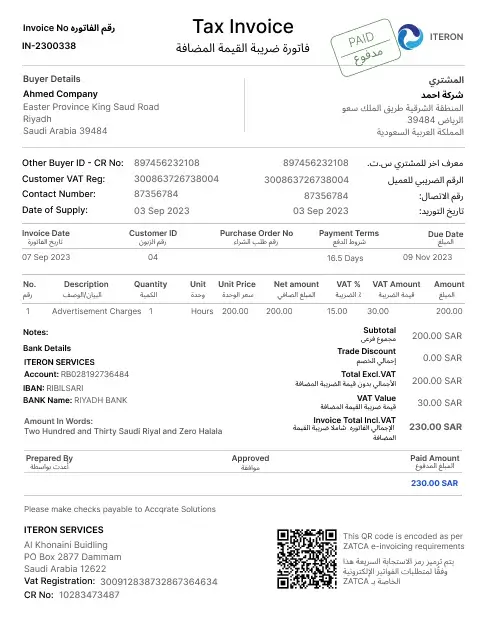 Invoice No رقم الفاتوره
IN-2300338
Tax Invoice
فاتورة ضريبة القيمة المضافة
PAID
مدفوع
ITERON
Buyer Details
Ahmed Company
Easter Province King Saud Road
Riyadh
Saudi Arabia 39484
المشتري
شركة احمد
المنطقة الشرقية طريق الملك سعو
الرياض 39484
المملكة العربية السعودية
Other Buyer ID - CR No: 897456232108 897456232108 معرف اخر للمشتري س.ت.
Customer VAT Reg: 300863726738004 300863726738004 الرقم الضريبي للعميل
Contact Number: 87356784 87356784 رقم الاتصال:
Date of Supply: 03 Sep 2023 03 Sep 2023 تاريخ التوريد:
Invoice Date Customer ID Purchase Order No Payment Terms Due Date
تاريخ الفاتورة رقم الزبون رقم طلب الشراء شروط الدفع المبلغ
07 Sep 2023 04 16.5 Days 09 Nov 2023
No. Description Quantity Unit Unit Price Net amount VAT % VAT Amount Amount
رقم البيان/الوصف الكمية وحدة سعر الوحدة المبلغ الصافي ٪ الضريبة قيمة الضريبة المبلغ
1 Advertisement Charges 1 Hours 200.00 200.00 15.00 30.00 200.00
Notes:
Bank Details
ITERON SERVICES
Account: RB028192736484
IBAN: RIBILSARI
BANK Name: RIYADH BANK
Amount In Words:
Two Hundred and Thirty Saudi Riyal and Zero Halala
Subtotal 200.00 SAR
مجموع فرعي
Trade Discount 0.00 SAR
إجمالي الخصم
Total Excl.VAT 200.00 SAR
الأجمالي بدون قيمة الضريبة المضافة
VAT Value 30.00 SAR
قيمة ضريبة القيمة المضافة
Invoice Total Incl.VAT 230.00 SAR
الإجمالي الفاتوره شاملا ضريبة القيمة
المضافة
Prepared By Approved Paid Amount
أعدت بواسطة موافقة المبلغ المدفوع
230.00 SAR
Please make checks payable to Accqrate Solutions
ITERON SERVICES
Al Khonaini Buidling
PO Box 2877 Dammam
Saudi Arabia 12622
Vat Registration: 300912838732867364634
CR No: 10283473487
This QR code is encoded as per
ZATCA e-invoicing requirements
يتم ترميز رمز الاستجابة السريعة هذا
وفقًا لمتطلبات الفواتير الإلكترونية
الخاصة بـ ZATCA